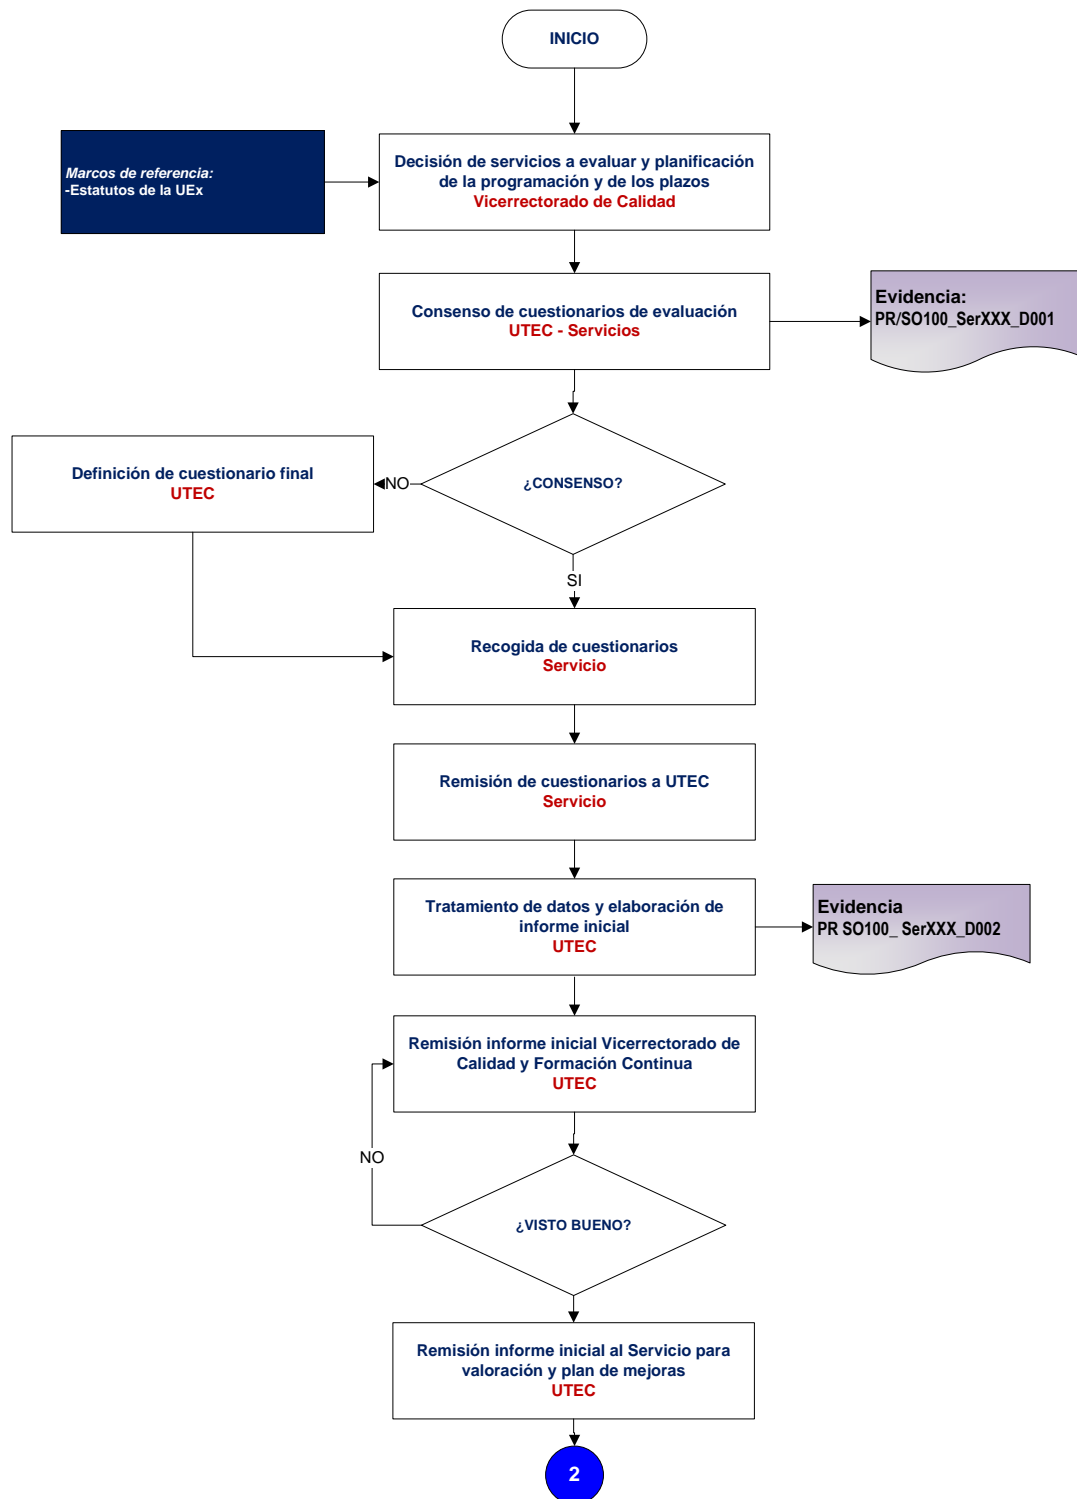 INICIO
Marcos de referencia:
-Estatutos de la UEx
Decisión de servicios a evaluar y planificación
de la programación y de los plazos
Vicerrectorado de Calidad
Consenso de cuestionarios de evaluación
UTEC - Servicios
Evidencia:
PR/SO100_SerXXX_D001
¿CONSENSO?
NO
Definición de cuestionario final
UTEC
SI
Recogida de cuestionarios
Servicio
Remisión de cuestionarios a UTEC
Servicio
Tratamiento de datos y elaboración de
informe inicial
UTEC
Evidencia
PR SO100_ SerXXX_D002
Remisión informe inicial Vicerrectorado de
Calidad y Formación Continua
UTEC
NO
¿VISTO BUENO?
Remisión informe inicial al Servicio para
valoración y plan de mejoras
UTEC
2